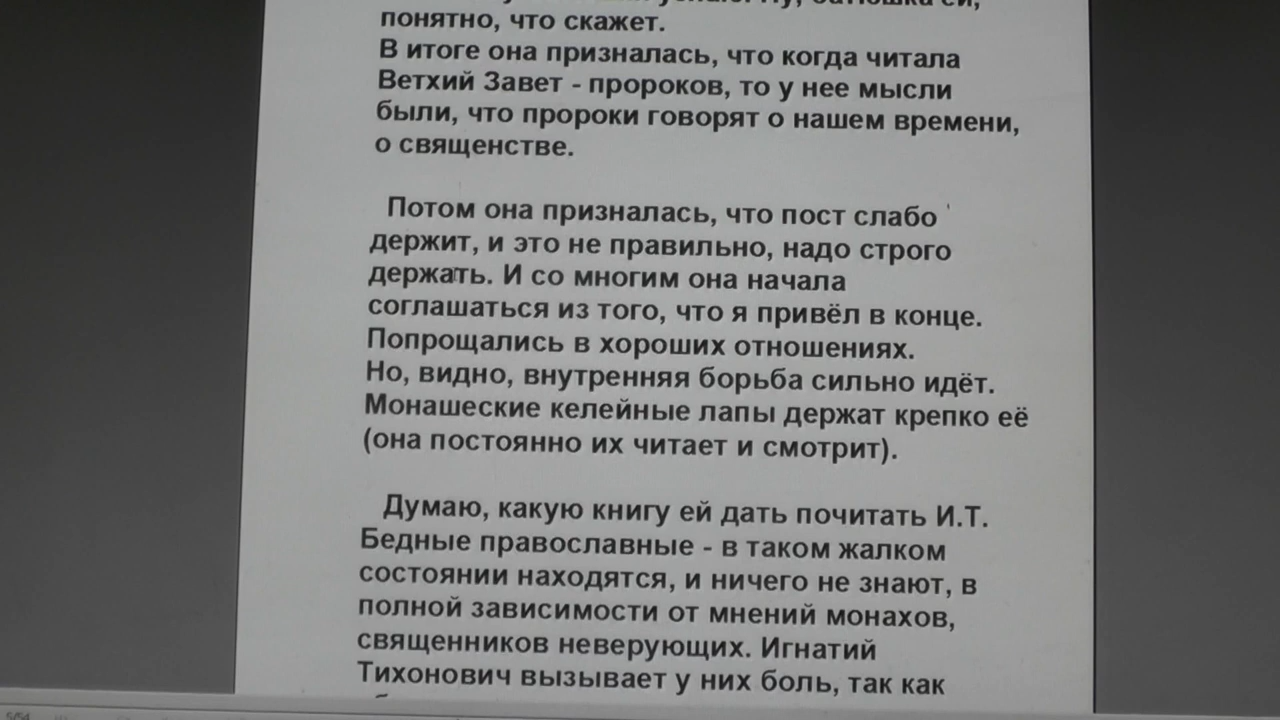 понятно, что скажет.
В итоге она призналась, что когда читала
Ветхий Завет - пророков, то у нее мысли
были, что пророки говорят о нашем времени,
о священстве.
Потом она призналась, что пост слабо
держит, и это не правильно, надо строго
держать. И со многим она начала
соглашаться из того, что я привёл в конце.
Попрощались в хороших отношениях.
Но, видно, внутренняя борьба сильно идёт.
Монашеские келейные лапы держат крепко её
(она постоянно их читает и смотрит).
Думаю, какую книгу ей дать почитать И.Т.
Бедные православные - в таком жалком
состоянии находятся, и ничего не знают, в
полной зависимости от мнений монахов,
священников неверующих. Игнатий
Тихонович вызывает у них боль, так как
5/54